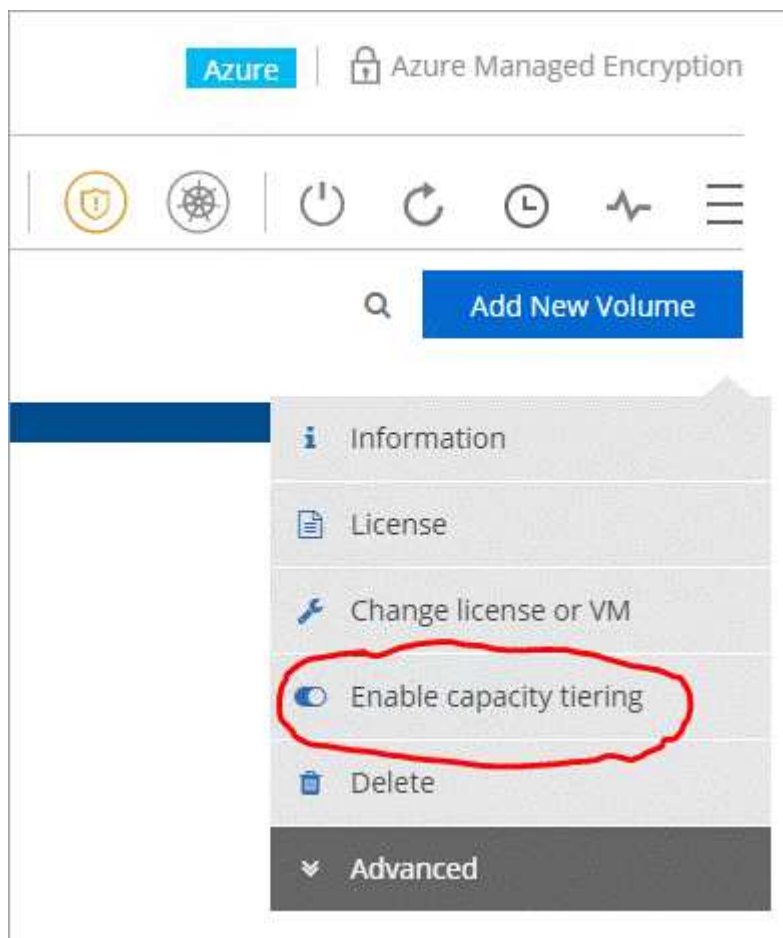 Azure
Azure Managed Encryption
Add New Volume
Information
License
Change license or VM
Enable capacity tiering
Delete
Advanced